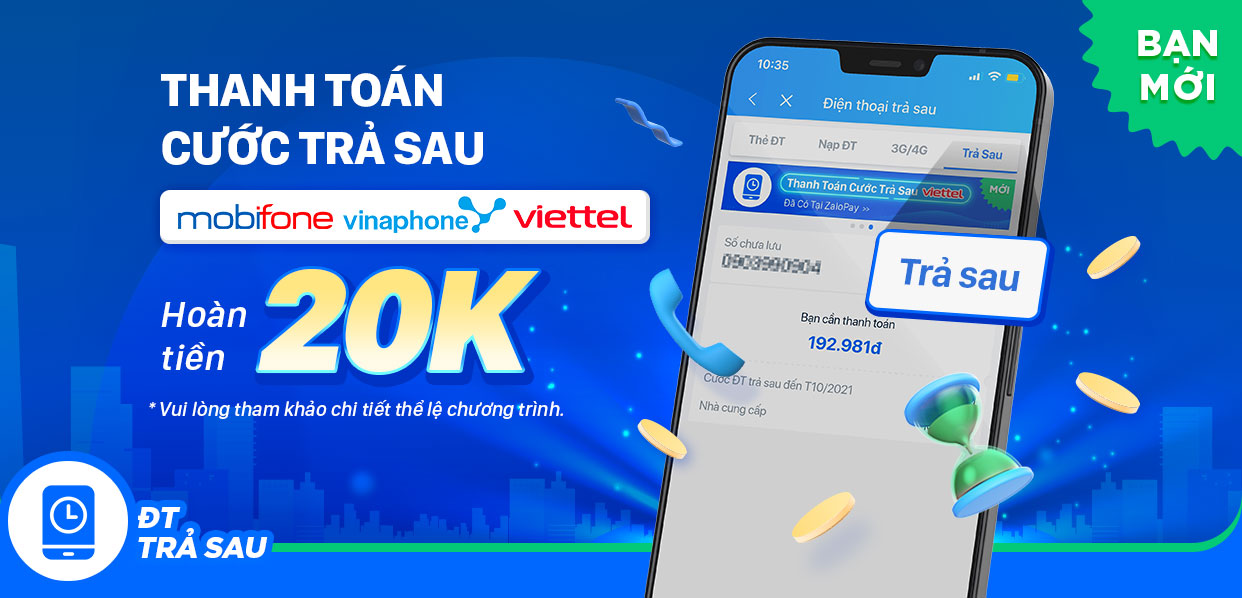 BẠN
MỚI
THANH TOÁN
CƯỚC TRẢ SAU
mobifone vinaphone viettel
Hoàn
tiền
20K
* Vui lòng tham khảo chi tiết thể lệ chương trình.
ĐT
TRẢ SAU
10:35
Điện thoại trả sau
Thẻ ĐT Nạp ĐT 3G/4G Trả Sau
Thanh Toán Cước Trả Sau viettel
MỚI
Đã Có Tại ZaloPay >>
Số chưa lưu
Trả sau
Bạn cần thanh toán
192.981đ
Cước ĐT trả sau đến T10/2021
Nhà cung cấp